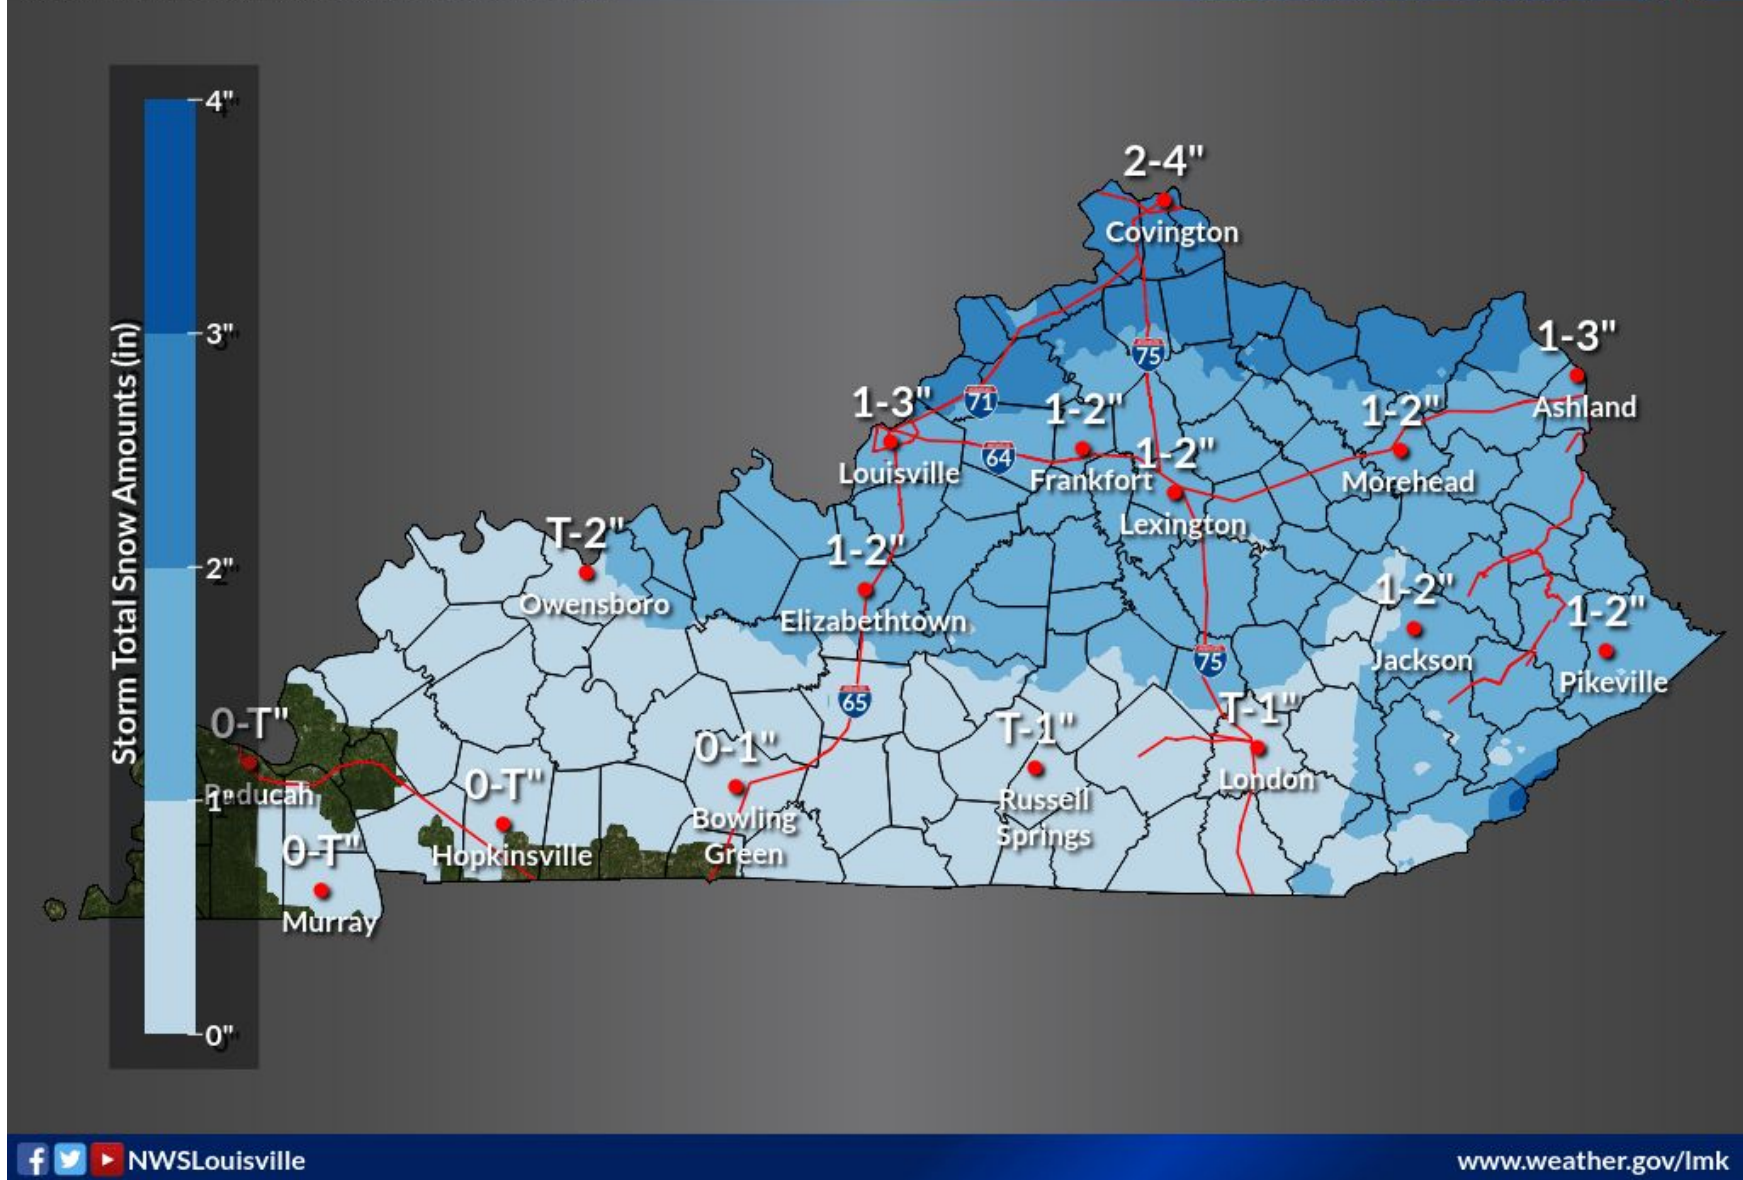 4"
3"
2"
1"
0"
Storm Total Snow Amounts (in)
2-4"
Covington
1-3"
Ashland
75
71
1-3"
Louisville
64
1-2"
Frankfort
1-2"
Lexington
1-2"
Morehead
T-2"
Owensboro
1-2"
Elizabethtown
1-2"
Jackson
1-2"
Pikeville
75
65
0-T"
Paducah
0-T"
Murray
0-T"
Hopkinsville
0-1"
Bowling
Green
T-1"
Russell
Springs
T-1"
London
NWSLouisville
www.weather.gov/lmk